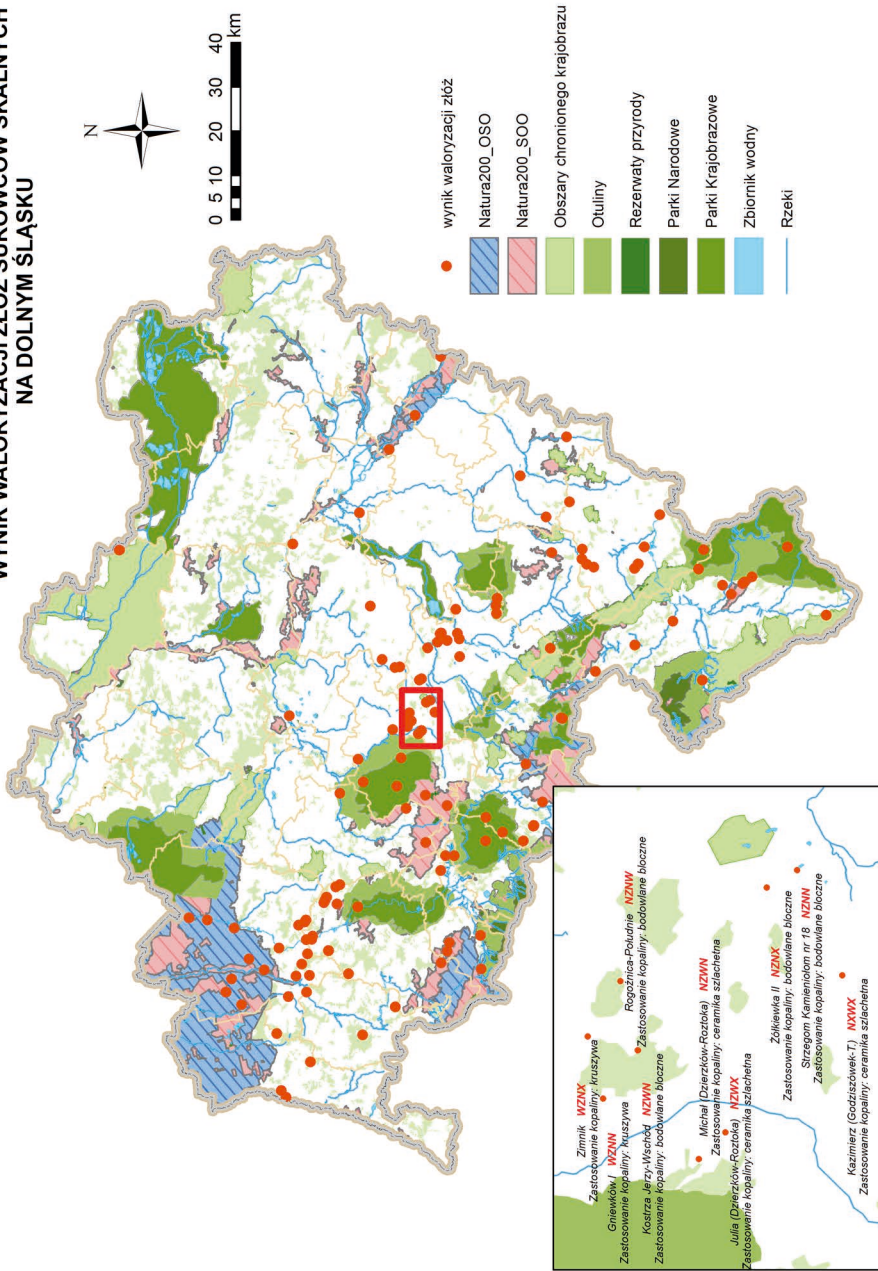 WYNIK WALORYZACJI ZŁÓŻ SUROWCÓW SKALNYCH
NA DOLNYM ŚLĄSKU
N
0 5 10 20 30 40
km
wynik waloryzacji złóż
Natura200_OSO
Natura200_SOO
Obszary chronionego krajobrazu
Otuliny
Rezerwaty przyrody
Parki Narodowe
Parki Krajobrazowe
Zbiornik wodny
Rzeki
Zimnik WZNX
Zastosowanie kopaliny: kruszywa
Gniewków I WZNN
Zastosowanie kopaliny: kruszywa
Rogoźnica-Południe NZNW
Zastosowanie kopaliny: bodowlane bloczne
Kostrza Jerzy-Wschód NZWN
Zastosowanie kopaliny: bodowlane bloczne
Michał (Dzierzków-Roztoka) NZWN
Zastosowanie kopaliny: ceramika szlachetna
Julia (Dzierzków-Roztoka) NZWX
Zastosowanie kopaliny: ceramika szlachetna
Żółkiewka II NZNX
Zastosowanie kopaliny: bodowlane bloczne
Strzegom Kamieniołom nr 18 NZNN
Zastosowanie kopaliny: bodowlane bloczne
Kazimierz (Godziszówek-T) NXWX
Zastosowanie kopaliny: ceramika szlachetna